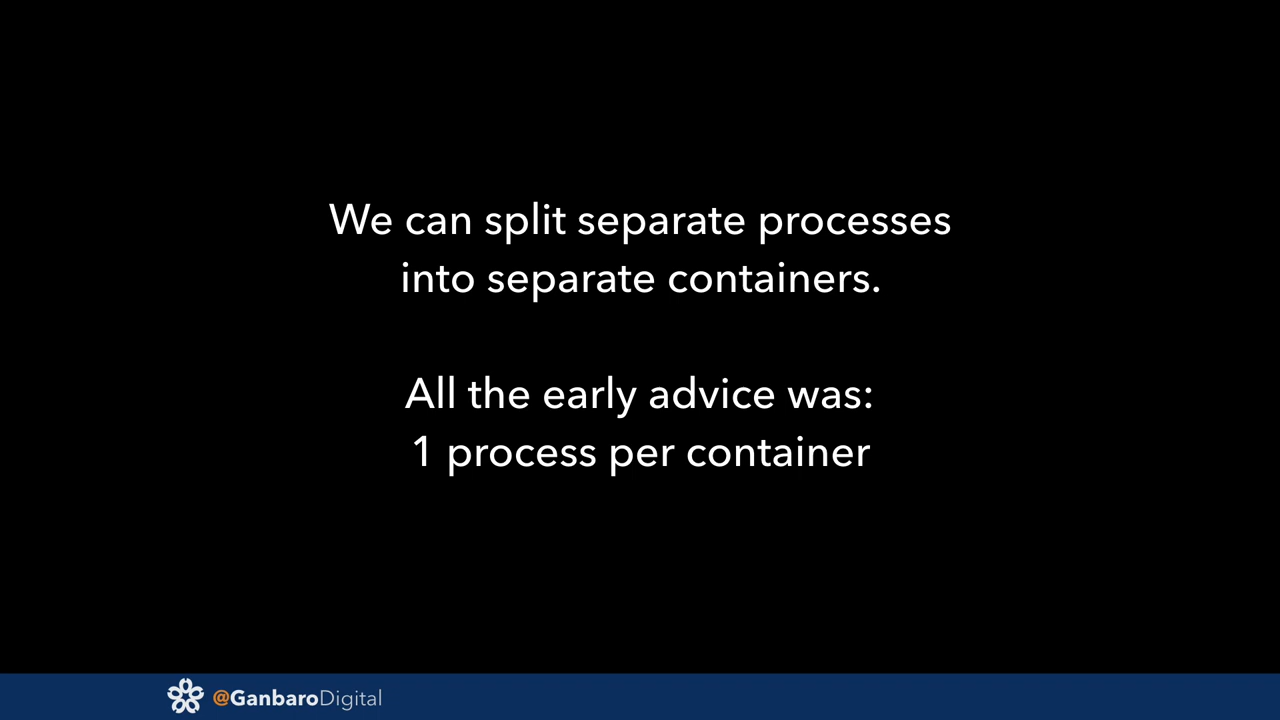 We can split separate processes
into separate containers.
All the early advice was:
1 process per container
@GanbaroDigital